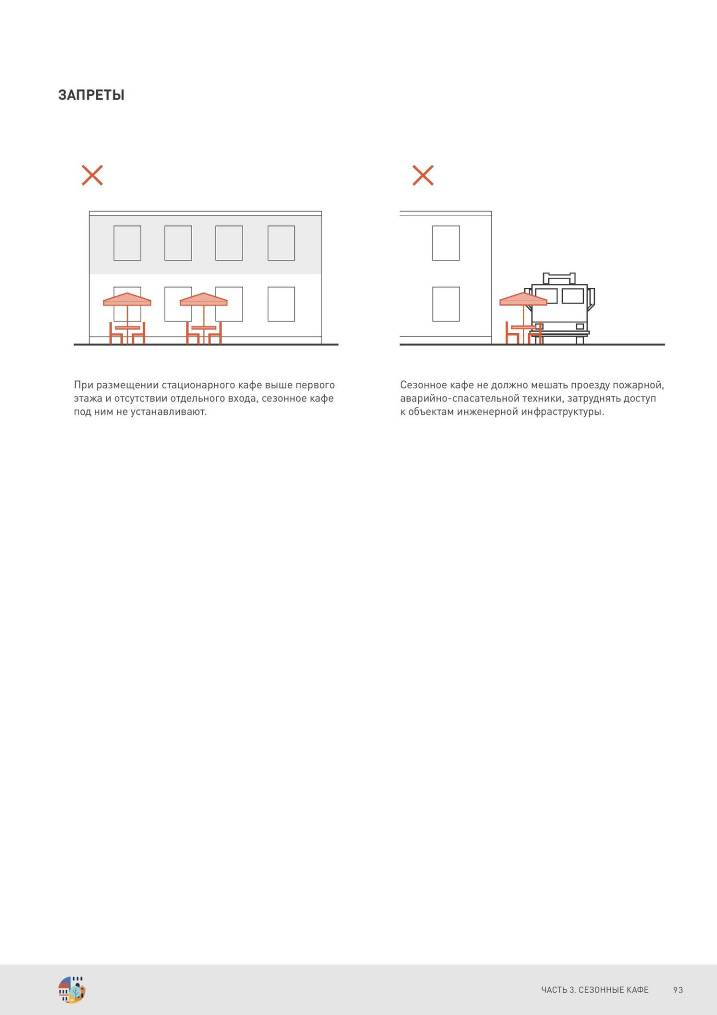 ЗАПРЕТЫ
При размещении стационарного кафе выше первого
этажа и отсутствии отдельного входа, сезонное кафе
под ним не устанавливают.
Сезонное кафе не должно мешать проезду пожарной,
аварийно-спасательной техники, затруднять доступ
к объектам инженерной инфраструктуры.
ЧАСТЬ 3. СЕЗОННЫЕ КАФЕ 93